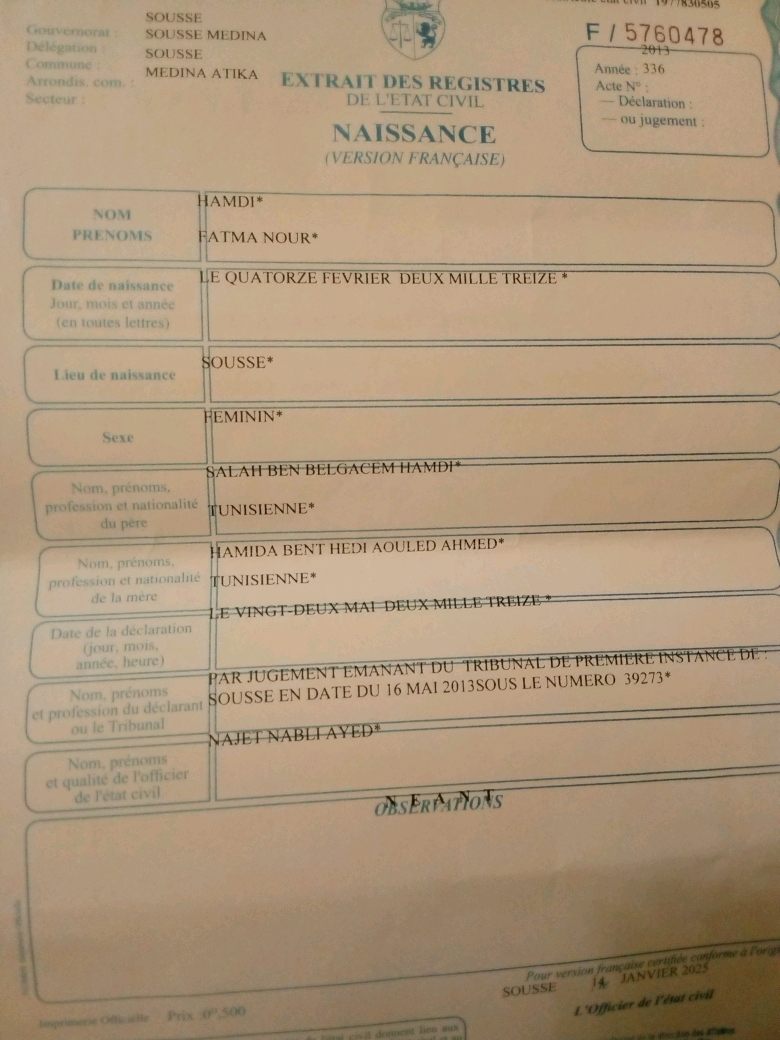 1977830505
Gouvernorat : SOUSSE
Délégation : SOUSSE MEDINA
Commune : SOUSSE
Arrondis. com. : MEDINA ATIKA
Secteur :
F / 5760478
2013
Année : 336
Acte N° :
— Déclaration :
— ou jugement :
EXTRAIT DES REGISTRES
DE L'ETAT CIVIL
NAISSANCE
(VERSION FRANÇAISE)
NOM HAMDI*
PRENOMS FATMA NOUR*
Date de naissance LE QUATORZE FEVRIER DEUX MILLE TREIZE *
Jour, mois et année
(en toutes lettres)
Lieu de naissance SOUSSE*
Sexe FEMININ*
SALAH BEN BELGACEM HAMDI*
Nom, prénoms,
profession et nationalité TUNISIENNE*
du père
HAMIDA BENT HEDI AOULED AHMED*
Nom, prénoms,
profession et nationalité TUNISIENNE*
de la mère
LE VINGT-DEUX MAI DEUX MILLE TREIZE *
Date de la déclaration
(jour, mois,
année, heure)
PAR JUGEMENT EMANANT DU TRIBUNAL DE PREMIERE INSTANCE DE :
Nom, prénoms SOUSSE EN DATE DU 16 MAI 2013SOUS LE NUMERO 39273*
et profession du déclarant
ou le Tribunal
NAJET NABLI AYED*
Nom, prénoms
et qualité de l'officier
de l'état civil
N E A N T
OBSERVATIONS
Pour version française certifiée conforme à l'origi
SOUSSE 14 JANVIER 2025
L'Officier de l'état civil
Imprimerie Officielle Prix :0ᴰ,500